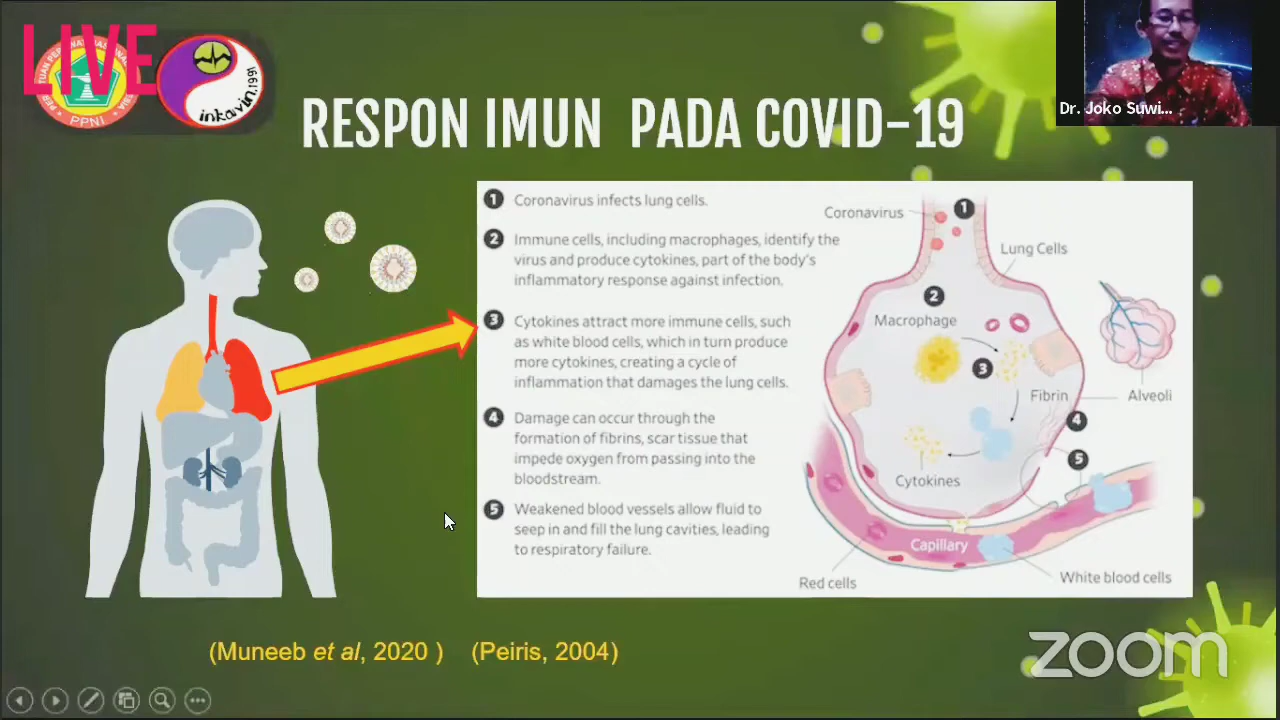 LIVE
PPNI
inkavin.1991
Dr. Joko Suwi...
RESPON IMUN PADA COVID-19
1 Coronavirus infects lung cells.
2 Immune cells, including macrophages, identify the
virus and produce cytokines, part of the body's
inflammatory response against infection.
3 Cytokines attract more immune cells, such
as white blood cells, which in turn produce
more cytokines, creating a cycle of
inflammation that damages the lung cells.
4 Damage can occur through the
formation of fibrins, scar tissue that
impede oxygen from passing into the
bloodstream.
5 Weakened blood vessels allow fluid to
seep in and fill the lung cavities, leading
to respiratory failure.
Coronavirus
1
Lung Cells
2
Macrophage
3
Fibrin
Alveoli
4
5
Cytokines
Capillary
Red cells
White blood cells
(Muneeb et al, 2020 ) (Peiris, 2004)
zoom